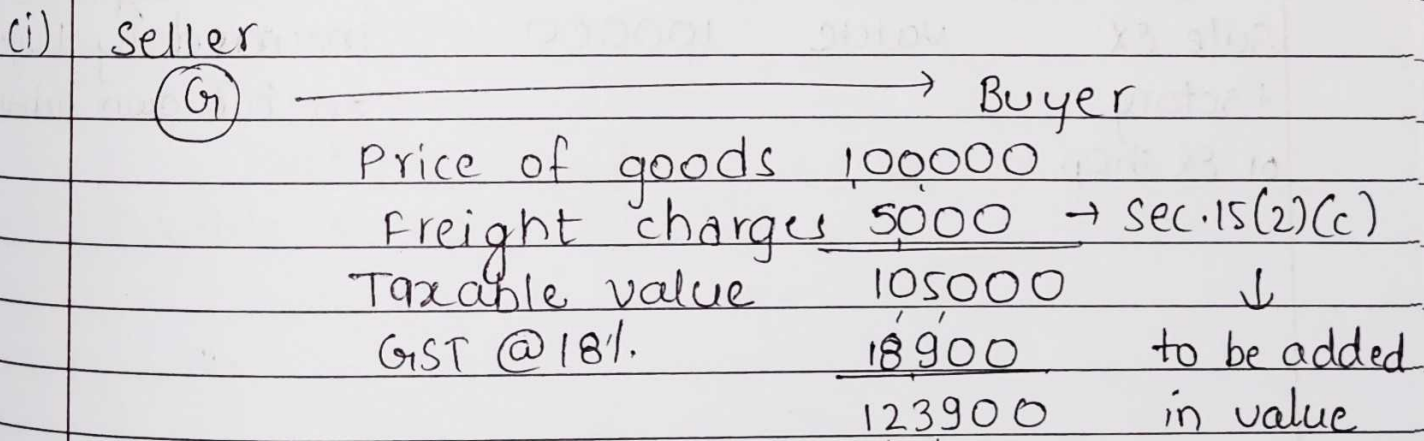 (i) Seller
G → Buyer
Price of goods 100000
Freight charges 5000 → Sec.15(2)(c)
Taxable value 105000 ↓
GST @ 18%. 18900 to be added
123900 in value